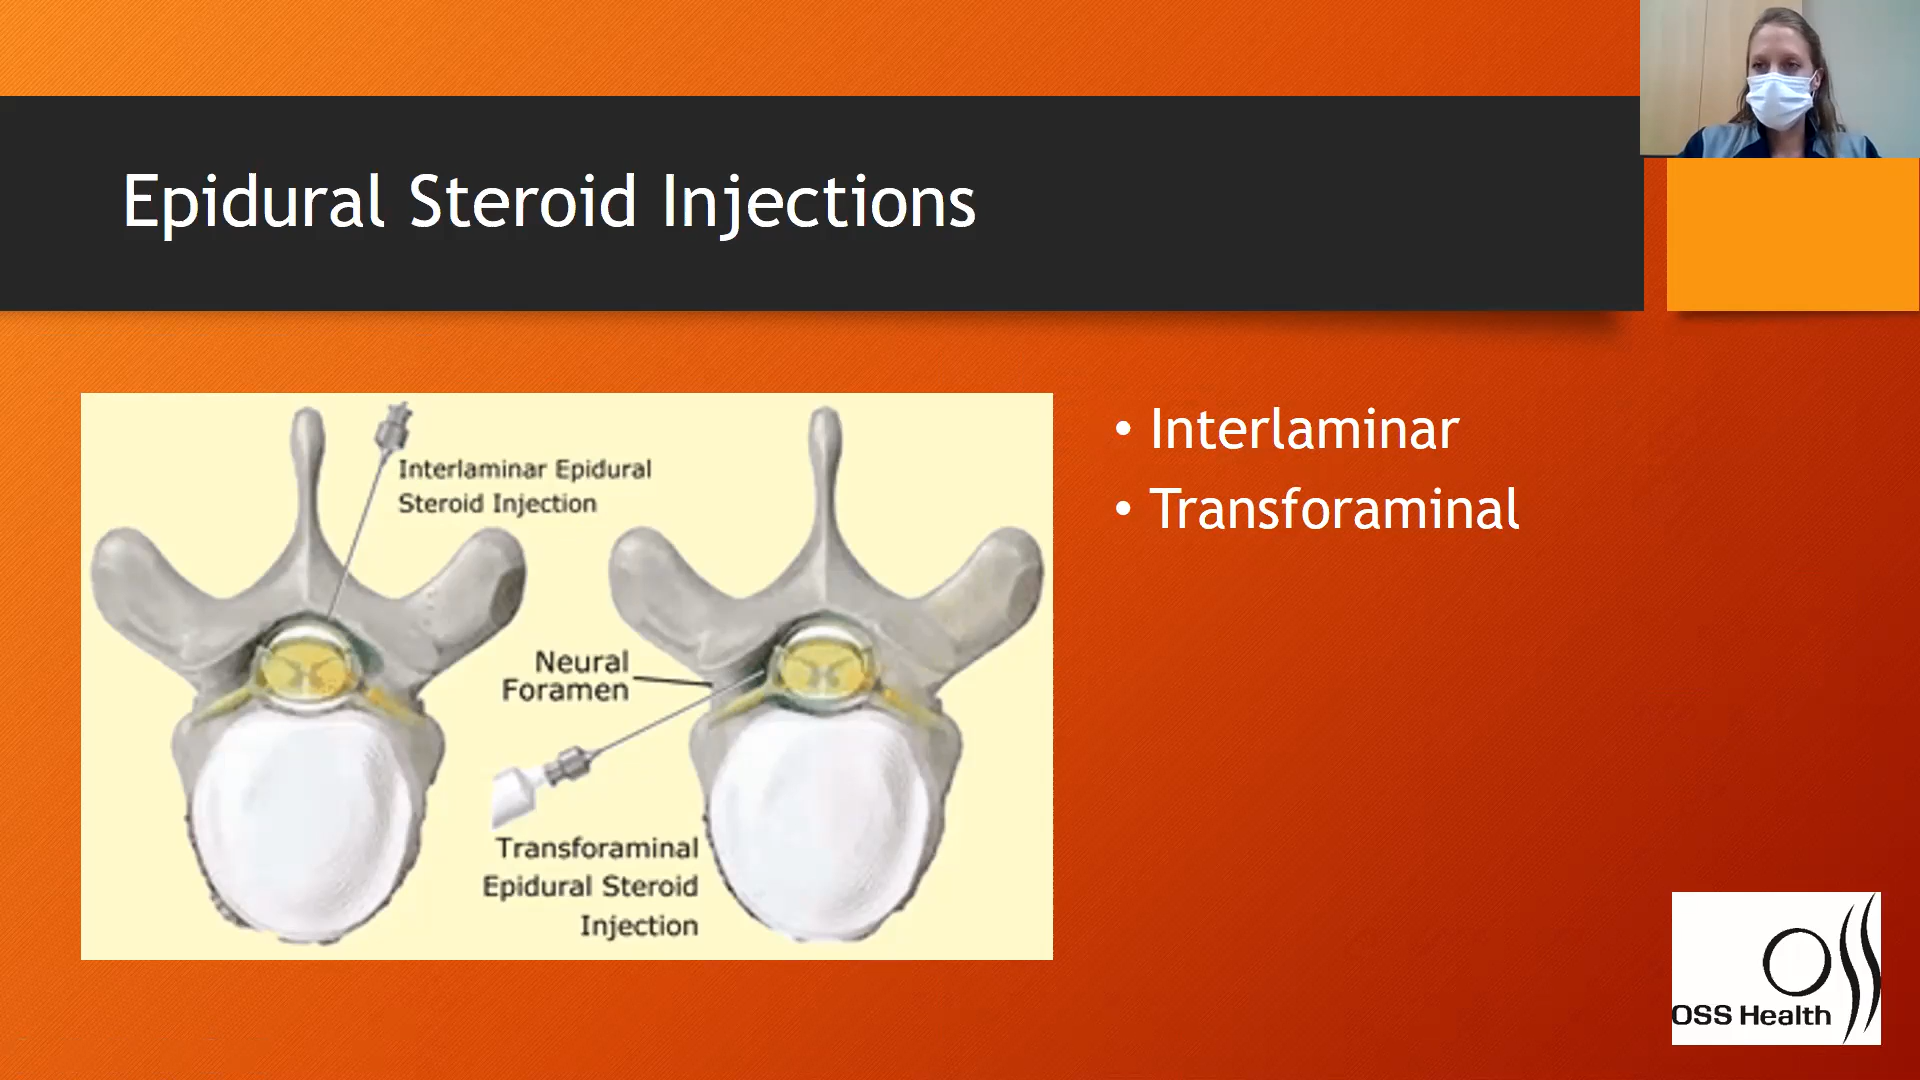 Epidural Steroid Injections
Interlaminar Epidural
Steroid Injection
Neural
Foramen
Transforaminal
Epidural Steroid
Injection
• Interlaminar
• Transforaminal
OSS Health